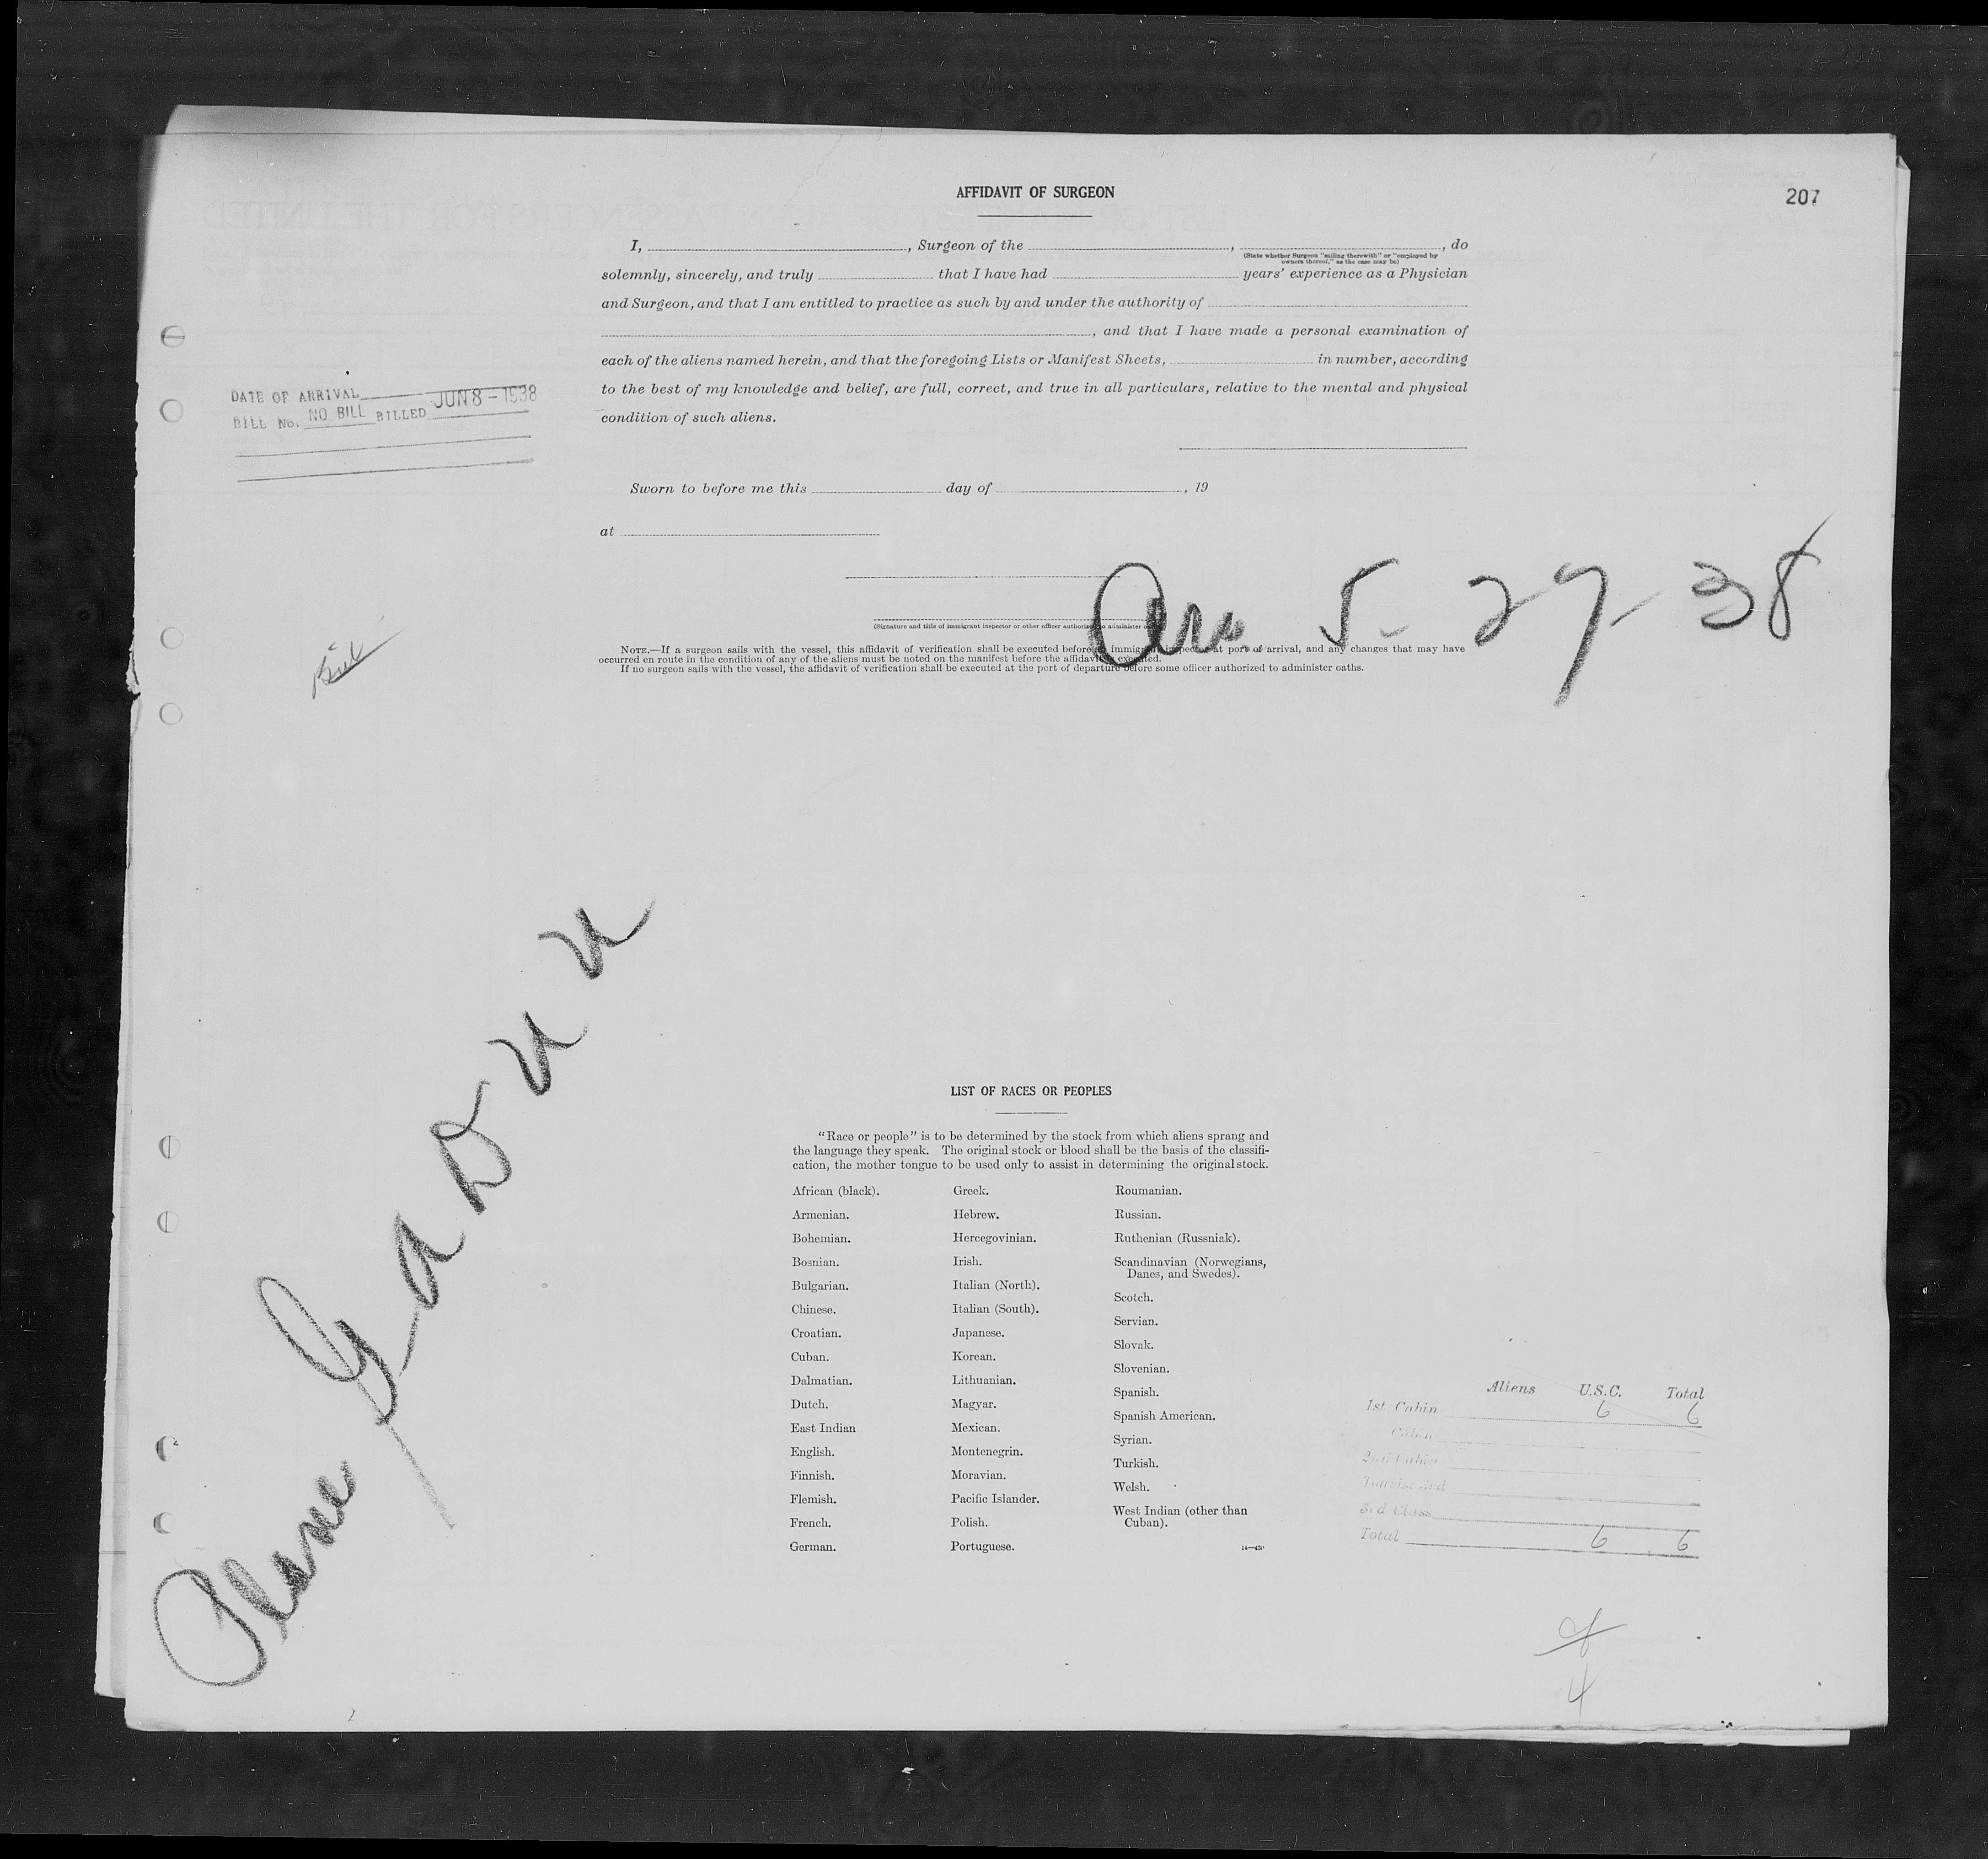 AFFIDAVIT OF SURGEON
207
I, , Surgeon of the , , do
(State whether Surgeon "sailing therewith" or "employed by
owners thereof," as the case may be)
solemnly, sincerely, and truly that I have had years' experience as a Physician
and Surgeon, and that I am entitled to practice as such by and under the authority of
, and that I have made a personal examination of
each of the aliens named herein, and that the foregoing Lists or Manifest Sheets, in number, according
to the best of my knowledge and belief, are full, correct, and true in all particulars, relative to the mental and physical
condition of such aliens.
DATE OF ARRIVAL
BILL No. NO BILL BILLED JUN 8 - 1938
Sworn to before me this day of , 19
at
5-27-38
(Signature and title of immigrant inspector or other officer authorized to administer
NOTE.—If a surgeon sails with the vessel, this affidavit of verification shall be executed before immigrant inspector at port of arrival, and any changes that may have
occurred en route in the condition of any of the aliens must be noted on the manifest before the affidavit is executed.
If no surgeon sails with the vessel, the affidavit of verification shall be executed at the port of departure before some officer authorized to administer oaths.
LIST OF RACES OR PEOPLES
"Race or people" is to be determined by the stock from which aliens sprang and
the language they speak. The original stock or blood shall be the basis of the classifi-
cation, the mother tongue to be used only to assist in determining the original stock.
African (black).
Armenian.
Bohemian.
Bosnian.
Bulgarian.
Chinese.
Croatian.
Cuban.
Dalmatian.
Dutch.
East Indian
English.
Finnish.
Flemish.
French.
German.
Greek.
Hebrew.
Hercegovinian.
Irish.
Italian (North).
Italian (South).
Japanese.
Korean.
Lithuanian.
Magyar.
Mexican.
Montenegrin.
Moravian.
Pacific Islander.
Polish.
Portuguese.
Roumanian.
Russian.
Ruthenian (Russniak).
Scandinavian (Norwegians,
Danes, and Swedes).
Scotch.
Servian.
Slovak.
Slovenian.
Spanish.
Spanish American.
Syrian.
Turkish.
Welsh.
West Indian (other than
Cuban).
Aliens U.S.C. Total
1st Cabin 6 6
Cabin
2nd Cabin
Tourist 3rd
3rd Class
Total 6 6
4